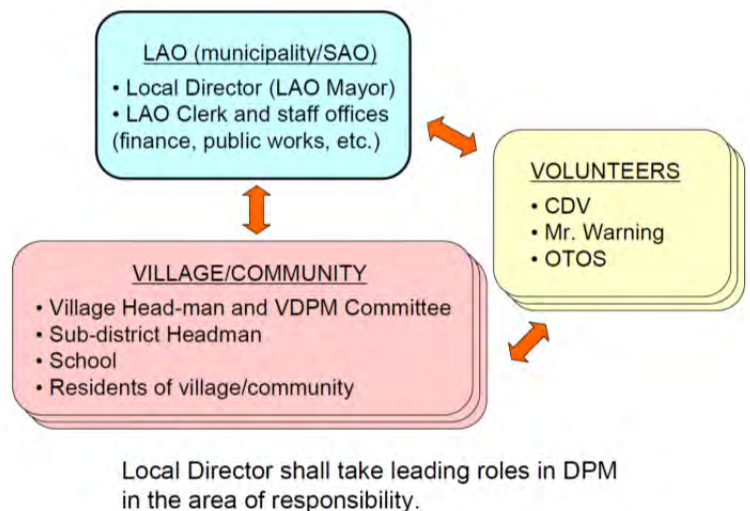 LAO (municipality/SAO)
• Local Director (LAO Mayor)
• LAO Clerk and staff offices
(finance, public works, etc.)
VOLUNTEERS
• CDV
• Mr. Warning
• OTOS
VILLAGE/COMMUNITY
• Village Head-man and VDPM Committee
• Sub-district Headman
• School
• Residents of village/community
Local Director shall take leading roles in DPM
in the area of responsibility.